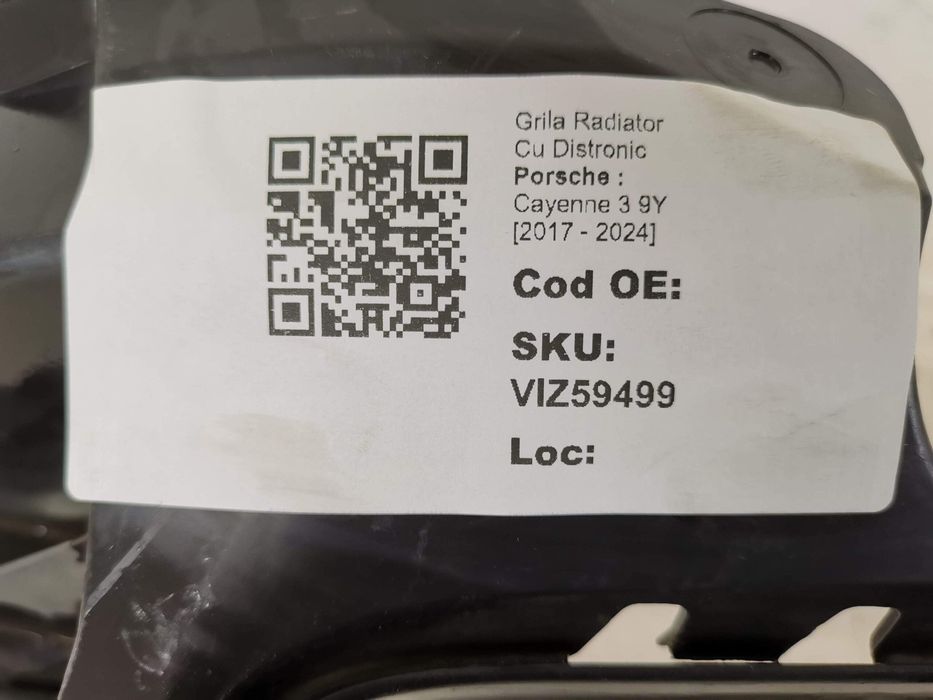 Grila Radiator
Cu Distronic
Porsche :
Cayenne 3 9Y
[2017 - 2024]
Cod OE:
SKU:
VIZ59499
Loc: